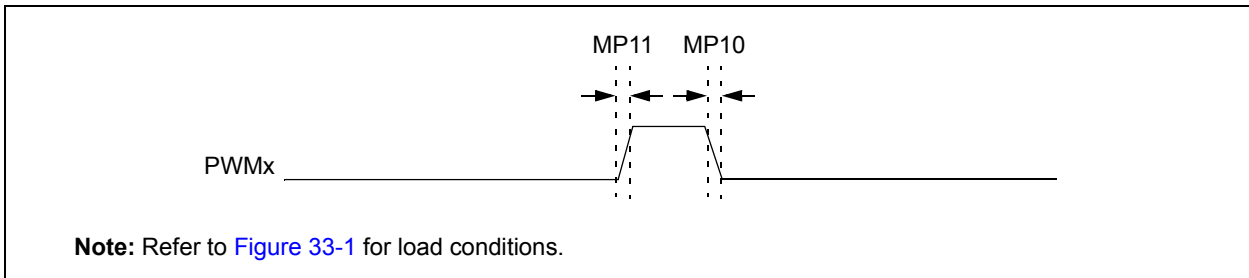 MP11 MP10
PWMx
Note: Refer to Figure 33-1 for load conditions.